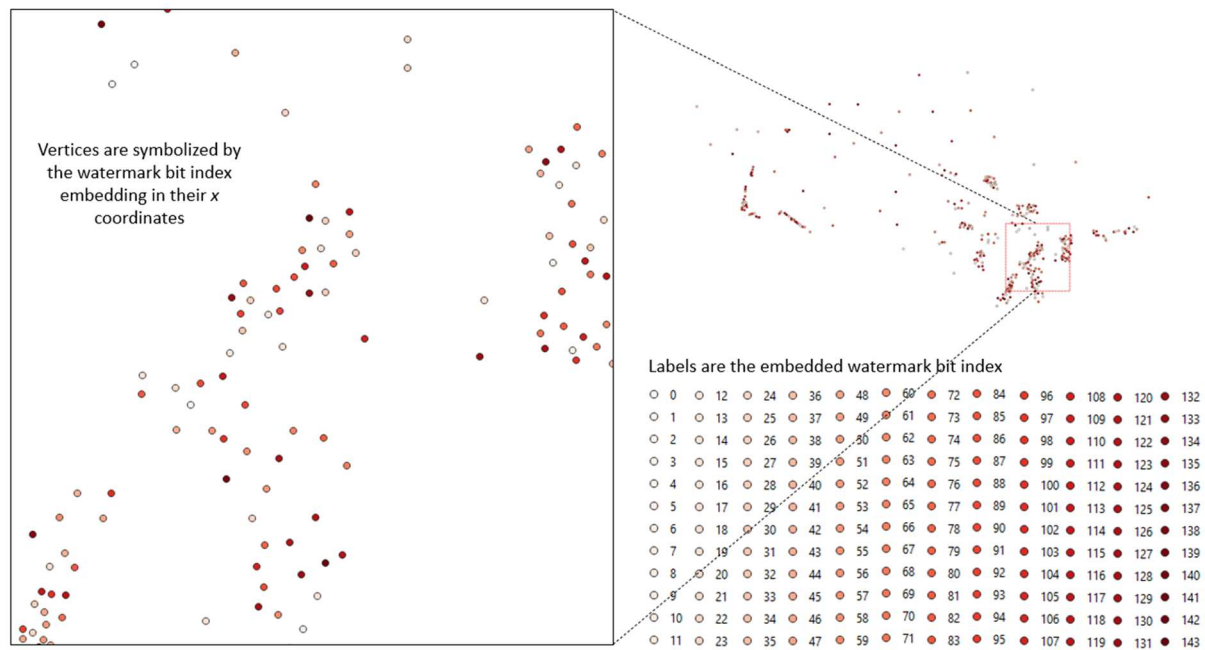 Vertices are symbolized by
the watermark bit index
embedding in their x
coordinates
Labels are the embedded watermark bit index
0 12 24 36 48 60 72 84 96 108 120 132
1 13 25 37 49 61 73 85 97 109 121 133
2 14 26 38 50 62 74 86 98 110 122 134
3 15 27 39 51 63 75 87 99 111 123 135
4 16 28 40 52 64 76 88 100 112 124 136
5 17 29 41 53 65 77 89 101 113 125 137
6 18 30 42 54 66 78 90 102 114 126 138
7 19 31 43 55 67 79 91 103 115 127 139
8 20 32 44 56 68 80 92 104 116 128 140
9 21 33 45 57 69 81 93 105 117 129 141
10 22 34 46 58 70 82 94 106 118 130 142
11 23 35 47 59 71 83 95 107 119 131 143